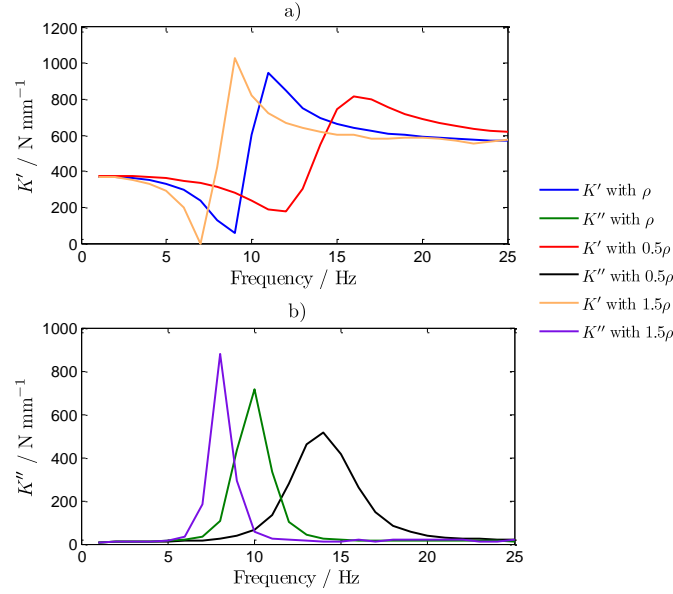 a)
1200
1000
800
600
400
200
0
K′ / N mm⁻¹
0 5 10 15 20 25
Frequency / Hz
K′ with ρ
K″ with ρ
K′ with 0.5ρ
K″ with 0.5ρ
K′ with 1.5ρ
K″ with 1.5ρ
b)
1000
800
600
400
200
0
K″ / N mm⁻¹
0 5 10 15 20 25
Frequency / Hz